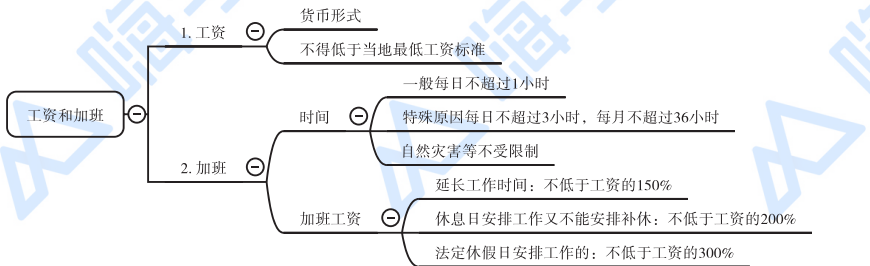 货币形式
1. 工资
不得低于当地最低工资标准
一般每日不超过1小时
工资和加班
时间
特殊原因每日不超过3小时，每月不超过36小时
自然灾害等不受限制
2. 加班
延长工作时间：不低于工资的150%
加班工资
休息日安排工作又不能安排补休：不低于工资的200%
法定休假日安排工作的：不低于工资的300%